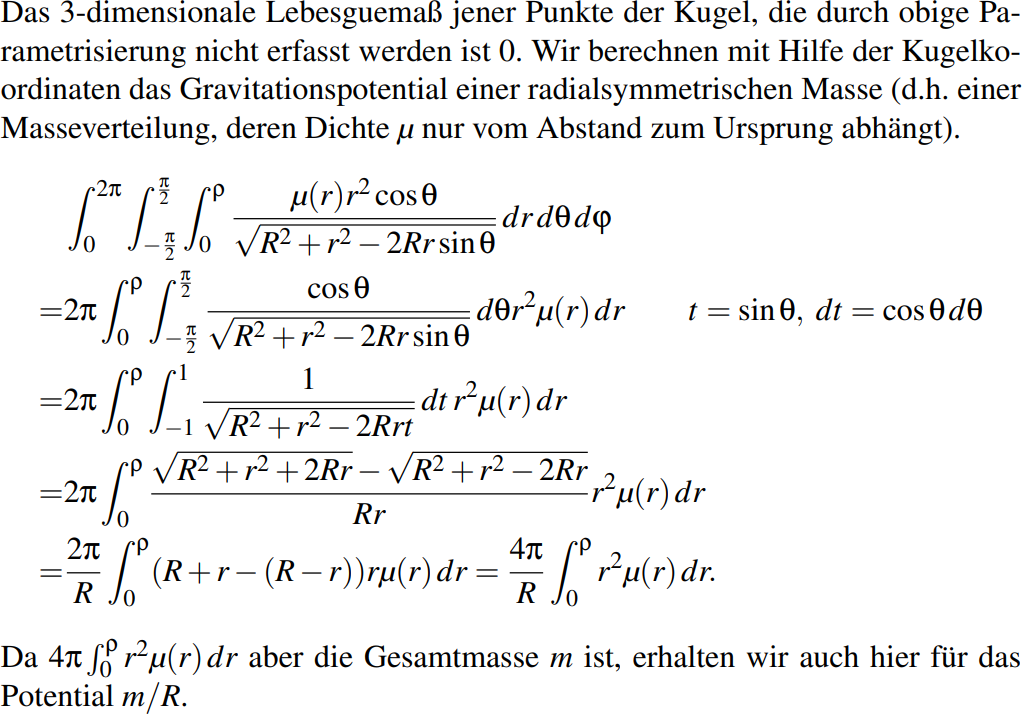 Das 3-dimensionale Lebesguemaß jener Punkte der Kugel, die durch obige Pa-
rametrisierung nicht erfasst werden ist 0. Wir berechnen mit Hilfe der Kugelko-
ordinaten das Gravitationspotential einer radialsymmetrischen Masse (d.h. einer
Masseverteilung, deren Dichte μ nur vom Abstand zum Ursprung abhängt).
$\int_0^{2\pi} \int_{-\frac{\pi}{2}}^{\frac{\pi}{2}} \int_0^{\rho} \frac{\mu(r)r^2\cos\theta}{\sqrt{R^2+r^2-2Rr\sin\theta}} dr\,d\theta\,d\varphi$
$=2\pi \int_0^{\rho} \int_{-\frac{\pi}{2}}^{\frac{\pi}{2}} \frac{\cos\theta}{\sqrt{R^2+r^2-2Rr\sin\theta}} d\theta r^2\mu(r)\,dr \qquad t=\sin\theta,\ dt=\cos\theta d\theta$
$=2\pi \int_0^{\rho} \int_{-1}^{1} \frac{1}{\sqrt{R^2+r^2-2Rrt}} dt\,r^2\mu(r)\,dr$
$=2\pi \int_0^{\rho} \frac{\sqrt{R^2+r^2+2Rr}-\sqrt{R^2+r^2-2Rr}}{Rr} r^2\mu(r)\,dr$
$=\frac{2\pi}{R} \int_0^{\rho} (R+r-(R-r))r\mu(r)\,dr = \frac{4\pi}{R} \int_0^{\rho} r^2\mu(r)\,dr.$
Da $4\pi \int_0^{\rho} r^2\mu(r)\,dr$ aber die Gesamtmasse $m$ ist, erhalten wir auch hier für das
Potential $m/R$.